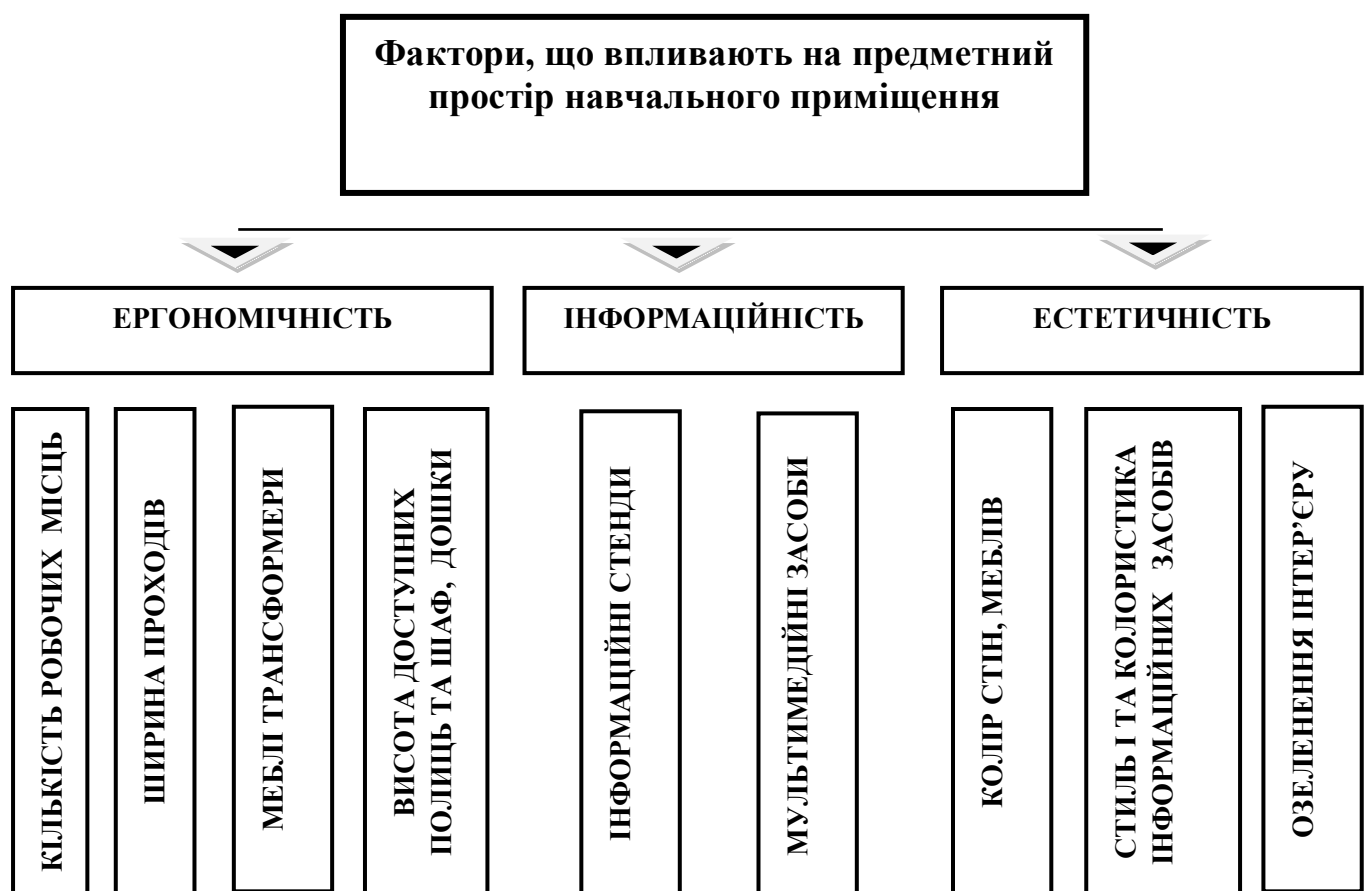 Фактори, що впливають на предметний
простір навчального приміщення
ЕРГОНОМІЧНІСТЬ
ІНФОРМАЦІЙНІСТЬ
ЕСТЕТИЧНІСТЬ
КІЛЬКІСТЬ РОБОЧИХ МІСЦЬ
ШИРИНА ПРОХОДІВ
МЕБЛІ ТРАНСФОРМЕРИ
ВИСОТА ДОСТУПНИХ
ПОЛИЦЬ ТА ШАФ, ДОШКИ
ІНФОРМАЦІЙНІ СТЕНДИ
МУЛЬТИМЕДІЙНІ ЗАСОБИ
КОЛІР СТІН, МЕБЛІВ
СТИЛЬ І ТА КОЛОРИСТИКА
ІНФОРМАЦІЙНИХ ЗАСОБІВ
ОЗЕЛЕНЕННЯ ІНТЕР’ЄРУ